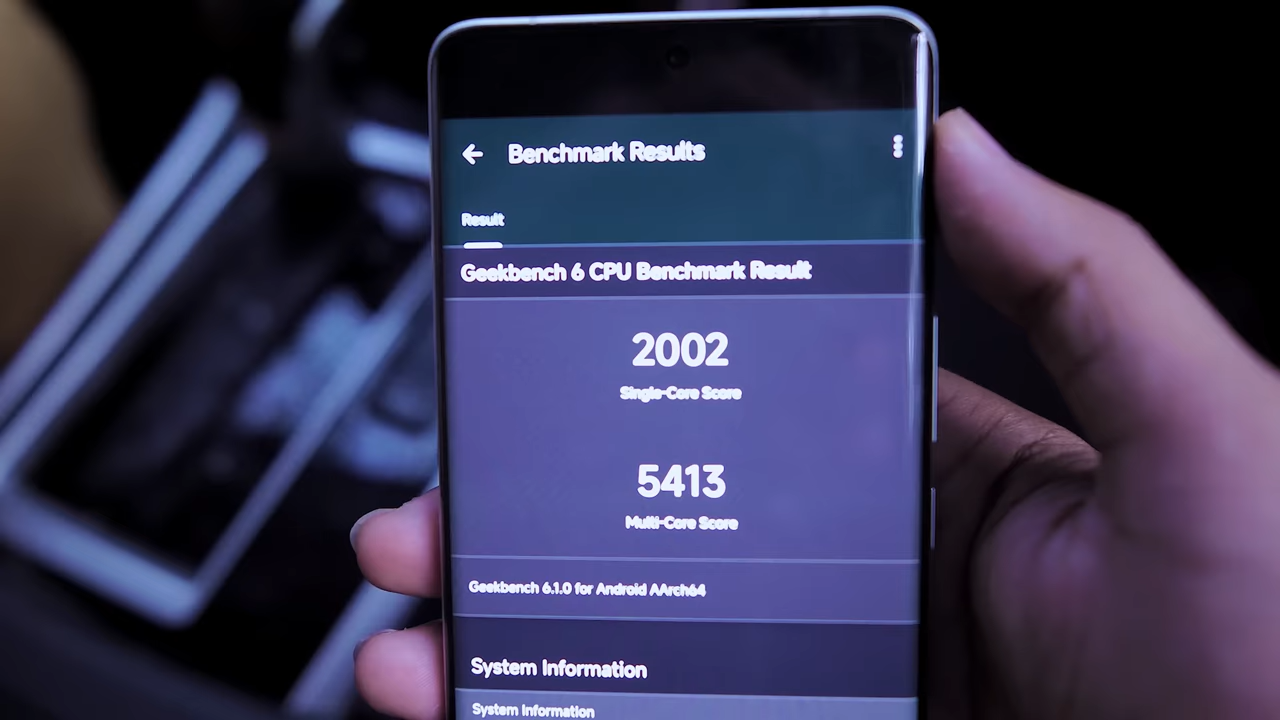 Benchmark Results
Result
Geekbench 6 CPU Benchmark Result
2002
Single-Core Score
5413
Multi-Core Score
Geekbench 6.1.0 for Android AArch64
System Information
System Information